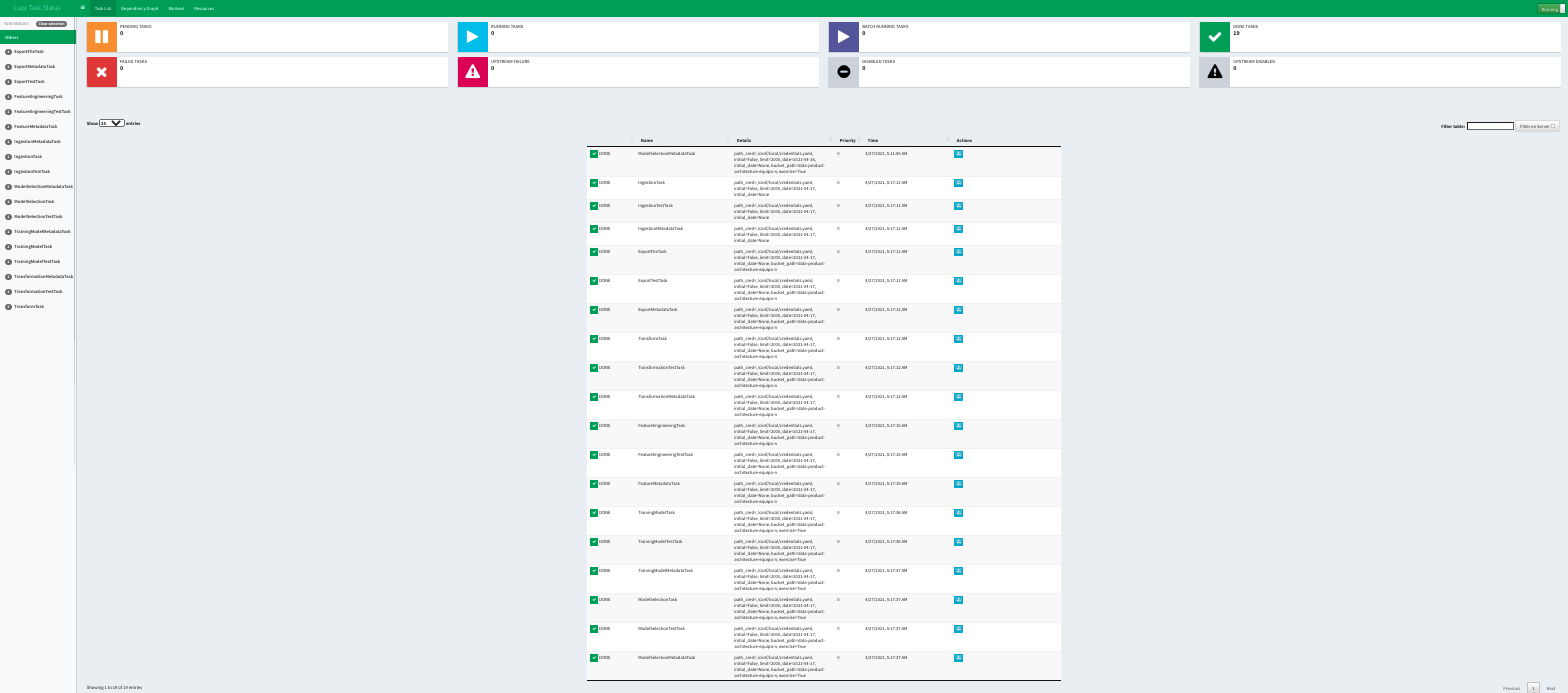 Luigi Task Status
Task List Dependency Graph Workers Resources
Running
TASK FAMILIES Clear selection
Others
ExportFileTask
ExportMetadataTask
ExportTestTask
FeatureEngineeringTask
FeatureEngineeringTestTask
FeatureMetadataTask
IngestionMetadataTask
IngestionTask
IngestionTestTask
ModelSelectionMetadataTask
ModelSelectionTask
ModelSelectionTestTask
TrainingModelMetadataTask
TrainingModelTask
TrainingModelTestTask
TransformationMetadataTask
TransformationTestTask
TransformTask
PENDING TASKS
0
RUNNING TASKS
0
BATCH RUNNING TASKS
0
DONE TASKS
19
FAILED TASKS
0
UPSTREAM FAILURE
0
DISABLED TASKS
0
UPSTREAM DISABLED
0
Show 25 entries
Filter table: Filter on Server
Name Details Priority Time Actions
DONE ModelSelectionMetadataTask path_cred=./conf/local/credentials.yaml, 0 4/27/2021, 5:11:59 AM
initial=False, limit=2000, date=2021-04-16,
initial_date=None, bucket_path=data-product-
architecture-equipo-n, exercise=True
DONE IngestionTask path_cred=./conf/local/credentials.yaml, 0 4/27/2021, 5:17:11 AM
initial=False, limit=2000, date=2021-04-17,
initial_date=None
DONE IngestionTestTask path_cred=./conf/local/credentials.yaml, 0 4/27/2021, 5:17:11 AM
initial=False, limit=2000, date=2021-04-17,
initial_date=None
DONE IngestionMetadataTask path_cred=./conf/local/credentials.yaml, 0 4/27/2021, 5:17:11 AM
initial=False, limit=2000, date=2021-04-17,
initial_date=None
DONE ExportFileTask path_cred=./conf/local/credentials.yaml, 0 4/27/2021, 5:17:11 AM
initial=False, limit=2000, date=2021-04-17,
initial_date=None, bucket_path=data-product-
architecture-equipo-n
DONE ExportTestTask path_cred=./conf/local/credentials.yaml, 0 4/27/2021, 5:17:11 AM
initial=False, limit=2000, date=2021-04-17,
initial_date=None, bucket_path=data-product-
architecture-equipo-n
DONE ExportMetadataTask path_cred=./conf/local/credentials.yaml, 0 4/27/2021, 5:17:12 AM
initial=False, limit=2000, date=2021-04-17,
initial_date=None, bucket_path=data-product-
architecture-equipo-n
DONE TransformTask path_cred=./conf/local/credentials.yaml, 0 4/27/2021, 5:17:12 AM
initial=False, limit=2000, date=2021-04-17,
initial_date=None, bucket_path=data-product-
architecture-equipo-n
DONE TransformationTestTask path_cred=./conf/local/credentials.yaml, 0 4/27/2021, 5:17:12 AM
initial=False, limit=2000, date=2021-04-17,
initial_date=None, bucket_path=data-product-
architecture-equipo-n
DONE TransformationMetadataTask path_cred=./conf/local/credentials.yaml, 0 4/27/2021, 5:17:12 AM
initial=False, limit=2000, date=2021-04-17,
initial_date=None, bucket_path=data-product-
architecture-equipo-n
DONE FeatureEngineeringTask path_cred=./conf/local/credentials.yaml, 0 4/27/2021, 5:17:15 AM
initial=False, limit=2000, date=2021-04-17,
initial_date=None, bucket_path=data-product-
architecture-equipo-n
DONE FeatureEngineeringTestTask path_cred=./conf/local/credentials.yaml, 0 4/27/2021, 5:17:15 AM
initial=False, limit=2000, date=2021-04-17,
initial_date=None, bucket_path=data-product-
architecture-equipo-n
DONE FeatureMetadataTask path_cred=./conf/local/credentials.yaml, 0 4/27/2021, 5:17:16 AM
initial=False, limit=2000, date=2021-04-17,
initial_date=None, bucket_path=data-product-
architecture-equipo-n
DONE TrainingModelTask path_cred=./conf/local/credentials.yaml, 0 4/27/2021, 5:17:36 AM
initial=False, limit=2000, date=2021-04-17,
initial_date=None, bucket_path=data-product-
architecture-equipo-n, exercise=True
DONE TrainingModelTestTask path_cred=./conf/local/credentials.yaml, 0 4/27/2021, 5:17:36 AM
initial=False, limit=2000, date=2021-04-17,
initial_date=None, bucket_path=data-product-
architecture-equipo-n, exercise=True
DONE TrainingModelMetadataTask path_cred=./conf/local/credentials.yaml, 0 4/27/2021, 5:17:37 AM
initial=False, limit=2000, date=2021-04-17,
initial_date=None, bucket_path=data-product-
architecture-equipo-n, exercise=True
DONE ModelSelectionTask path_cred=./conf/local/credentials.yaml, 0 4/27/2021, 5:17:37 AM
initial=False, limit=2000, date=2021-04-17,
initial_date=None, bucket_path=data-product-
architecture-equipo-n, exercise=True
DONE ModelSelectionTestTask path_cred=./conf/local/credentials.yaml, 0 4/27/2021, 5:17:37 AM
initial=False, limit=2000, date=2021-04-17,
initial_date=None, bucket_path=data-product-
architecture-equipo-n, exercise=True
DONE ModelSelectionMetadataTask path_cred=./conf/local/credentials.yaml, 0 4/27/2021, 5:17:37 AM
initial=False, limit=2000, date=2021-04-17,
initial_date=None, bucket_path=data-product-
architecture-equipo-n, exercise=True
Showing 1 to 19 of 19 entries
Previous 1 Next